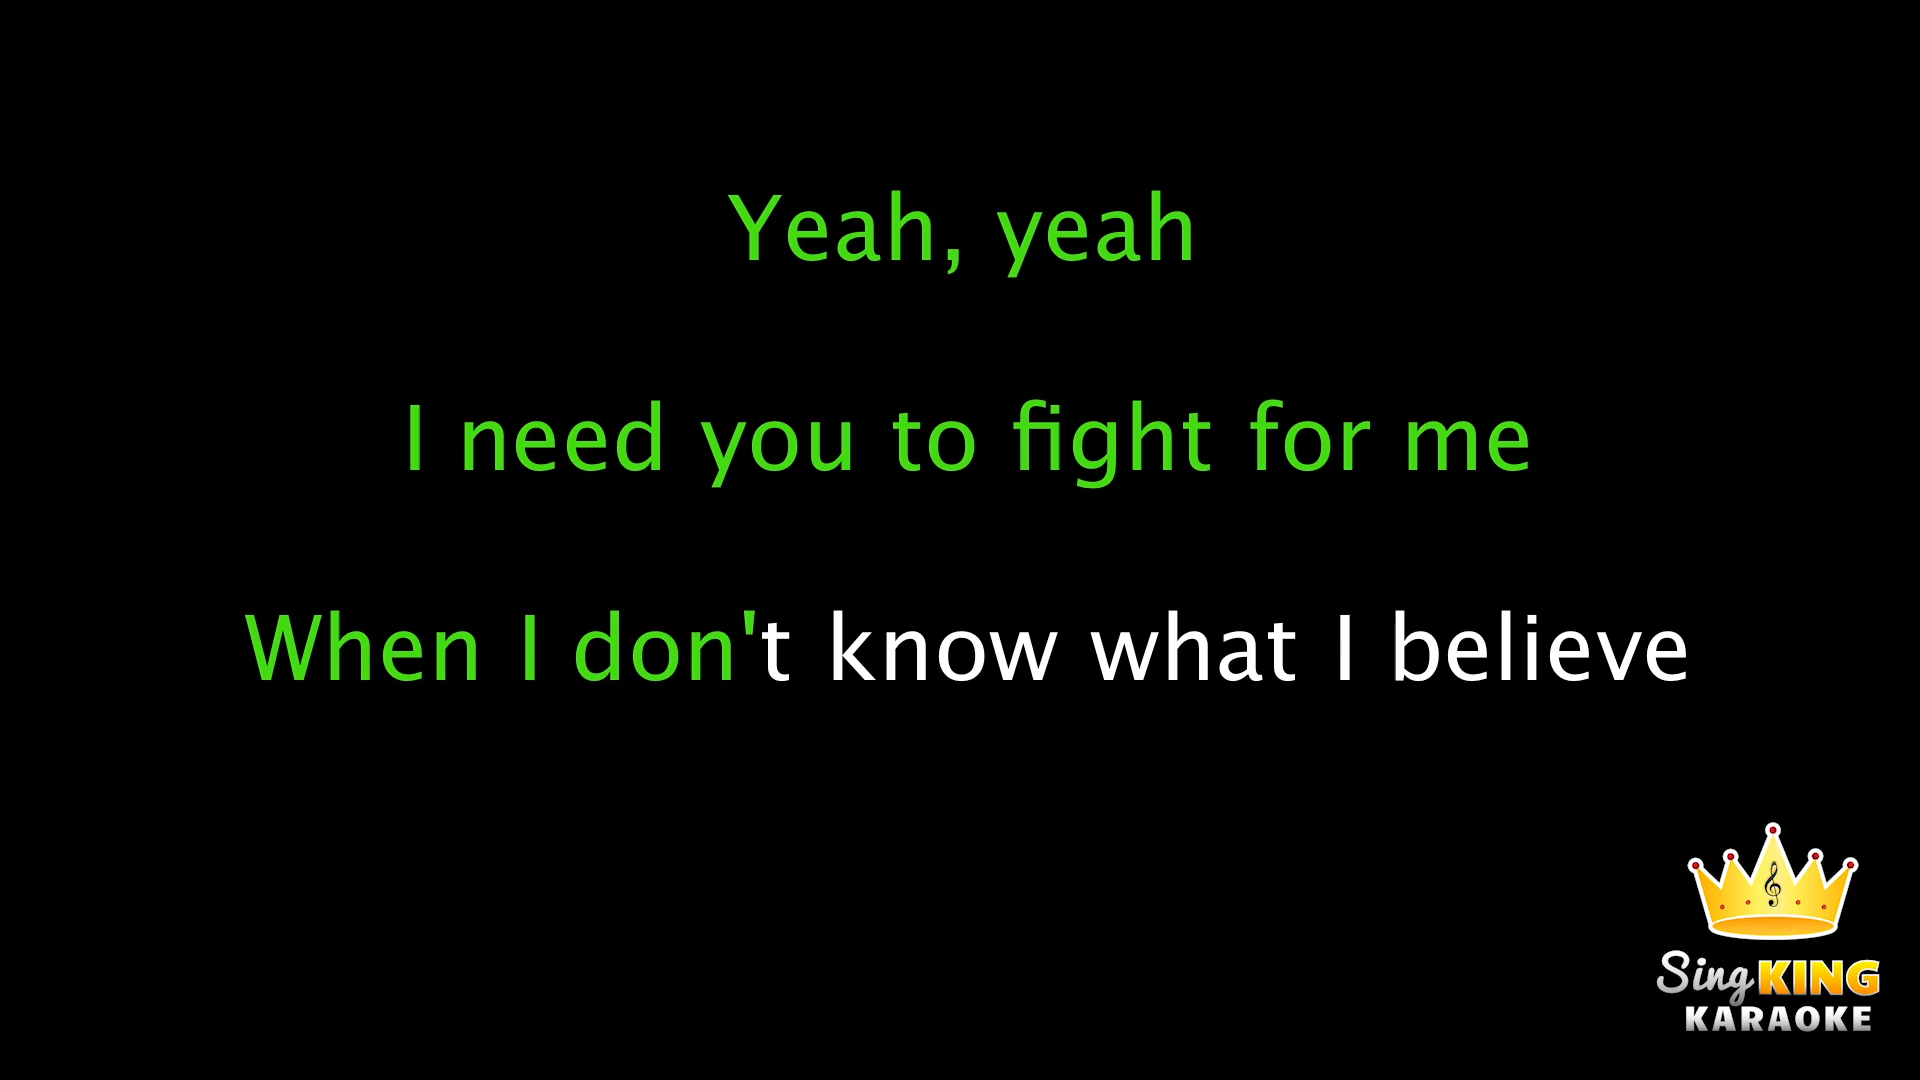 Yeah, yeah
I need you to fight for me
When I don't know what I believe
Sing KING
KARAOKE